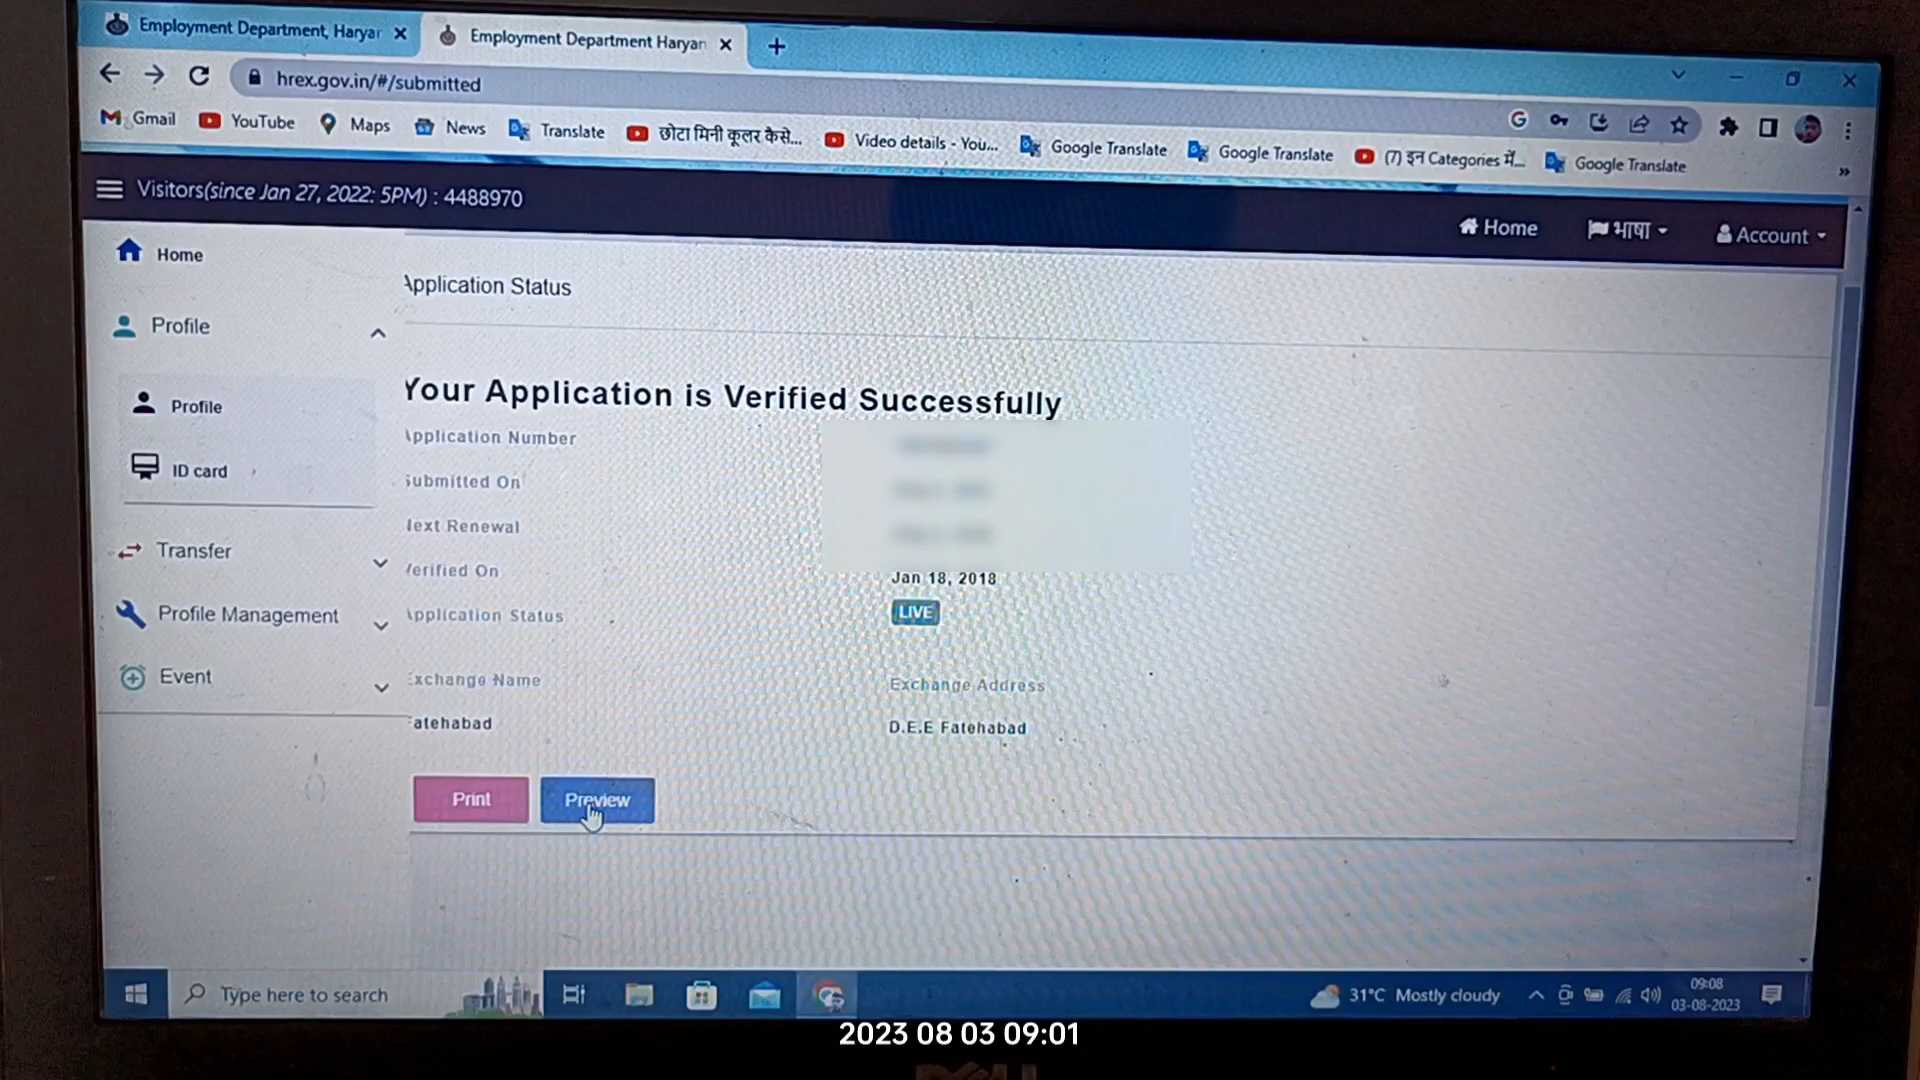 Employment Department, Haryar
Employment Department Haryar
hrex.gov.in/#/submitted
Gmail YouTube Maps News Translate छोटा मिनी कूलर कैसे... Video details - You... Google Translate Google Translate (7) इन Categories में... Google Translate
Visitors(since Jan 27, 2022: 5PM) : 4488970
Home भाषा Account
Home
Application Status
Profile
Your Application is Verified Successfully
Profile
Application Number
ID card
Submitted On
Next Renewal
Transfer
Verified On Jan 18, 2018
Profile Management
Application Status LIVE
Event
Exchange Name Exchange Address
Fatehabad D.E.E Fatehabad
Print Preview
Type here to search
31°C Mostly cloudy
09:08
03-08-2023
2023 08 03 09:01